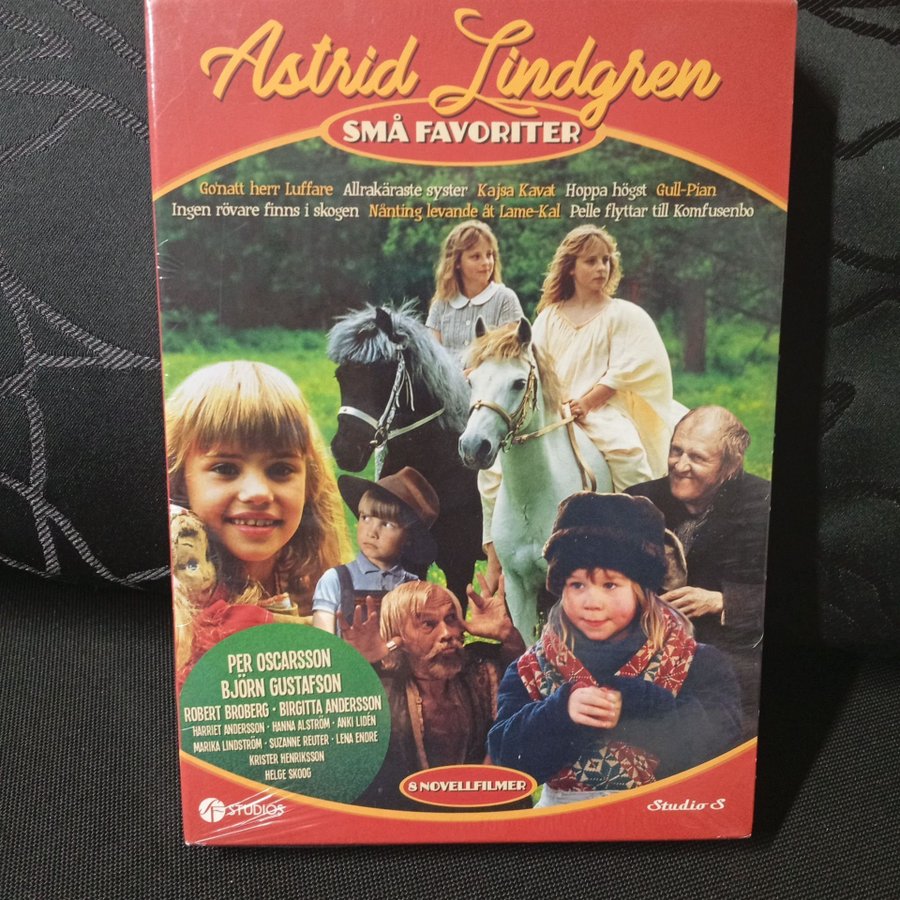 Astrid Lindgren
SMÅ FAVORITER
Go'natt herr Luffare Allrakäraste syster Kajsa Kavat Hoppa högst Gull-Pian
Ingen rövare finns i skogen Nånting levande åt Lame-Kal Pelle flyttar till Komfusenbo
PER OSCARSSON
BJÖRN GUSTAFSON
ROBERT BROBERG · BIRGITTA ANDERSSON
HARRIET ANDERSSON · HANNA ALSTRÖM · ANKI LIDÉN
MARIKA LINDSTRÖM · SUZANNE REUTER · LENA ENDRE
KRISTER HENRIKSSON
HELGE SKOOG
8 NOVELLFILMER
SF STUDIOS
Studio S